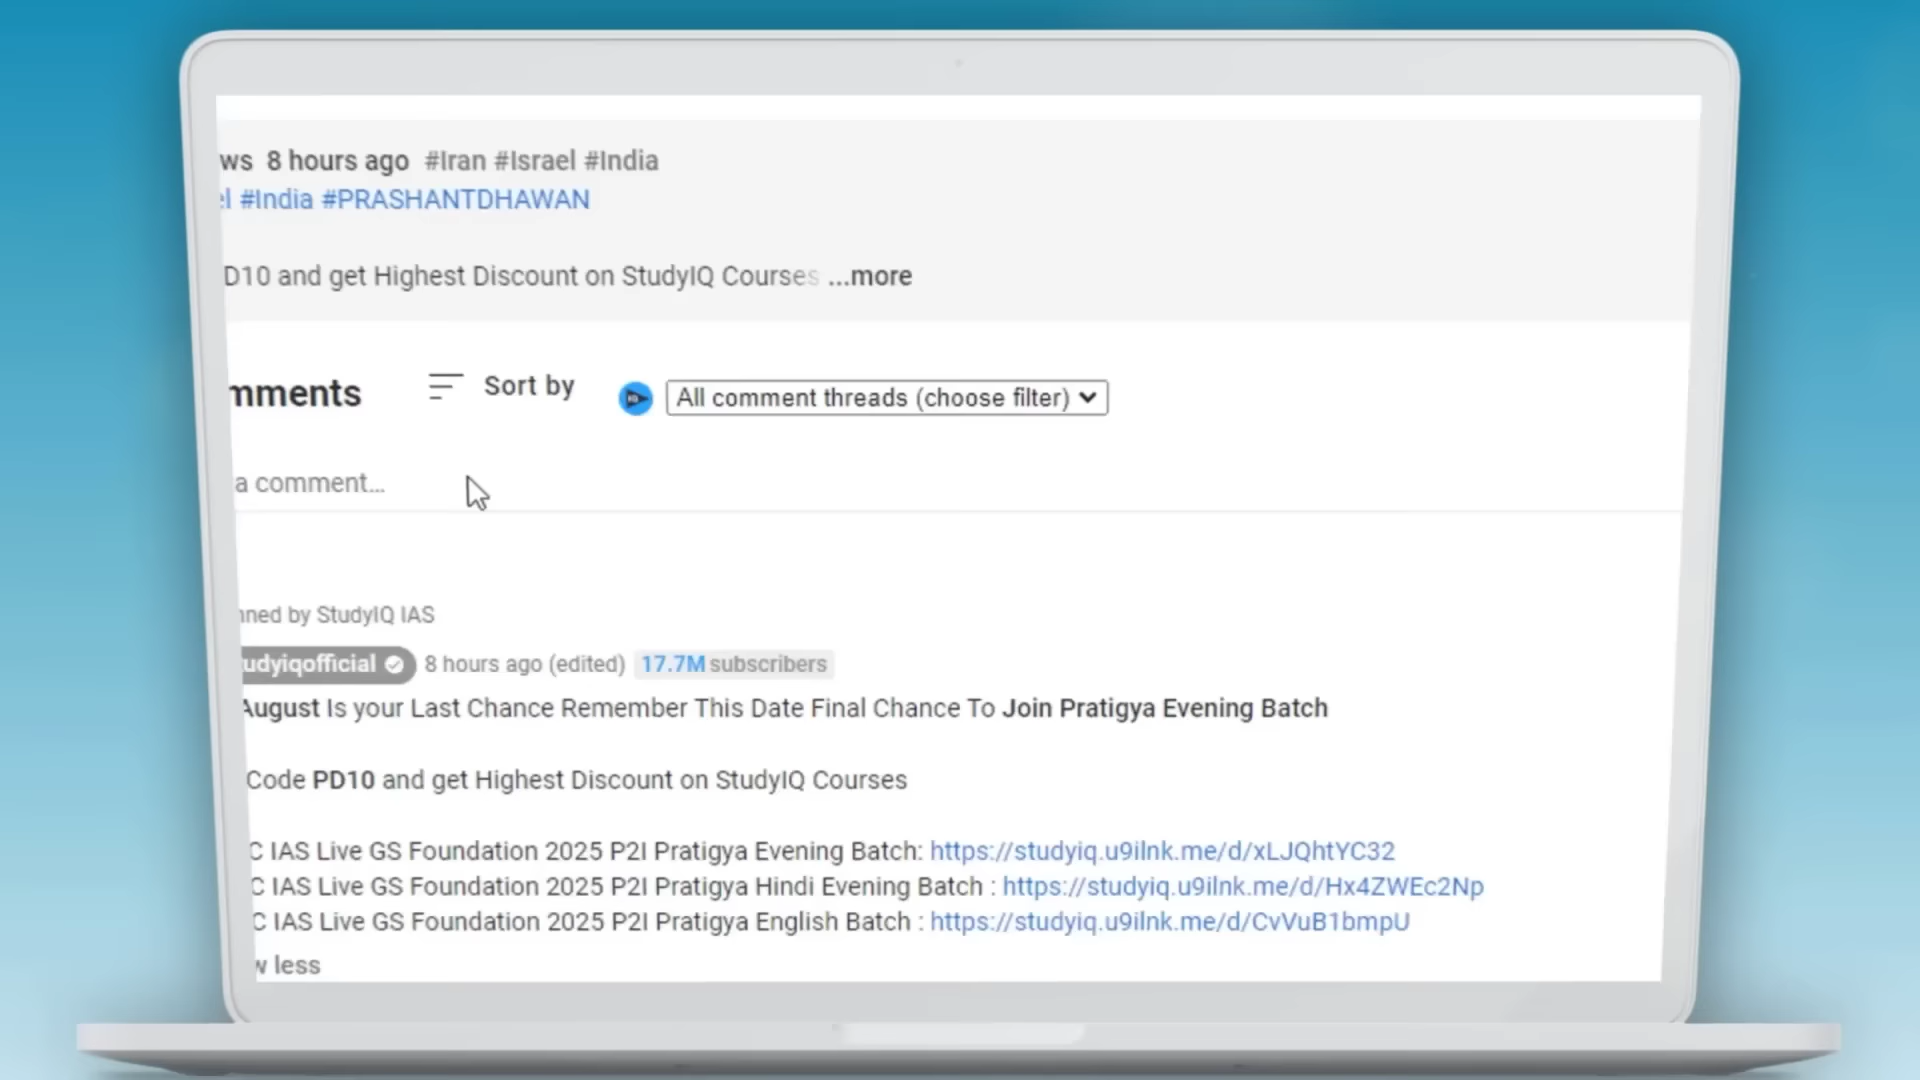 ws 8 hours ago #Iran #Israel #India
el #India #PRASHANTDHAWAN
D10 and get Highest Discount on StudyIQ Courses ...more
mments
Sort by
All comment threads (choose filter)
a comment...
nned by StudyIQ IAS
udyiqofficial 8 hours ago (edited) 17.7M subscribers
August Is your Last Chance Remember This Date Final Chance To Join Pratigya Evening Batch
Code PD10 and get Highest Discount on StudyIQ Courses
C IAS Live GS Foundation 2025 P2I Pratigya Evening Batch: https://studyiq.u9ilnk.me/d/xLJQhtYC32
C IAS Live GS Foundation 2025 P2I Pratigya Hindi Evening Batch : https://studyiq.u9ilnk.me/d/Hx4ZWEc2Np
C IAS Live GS Foundation 2025 P2I Pratigya English Batch : https://studyiq.u9ilnk.me/d/CvVuB1bmpU
w less